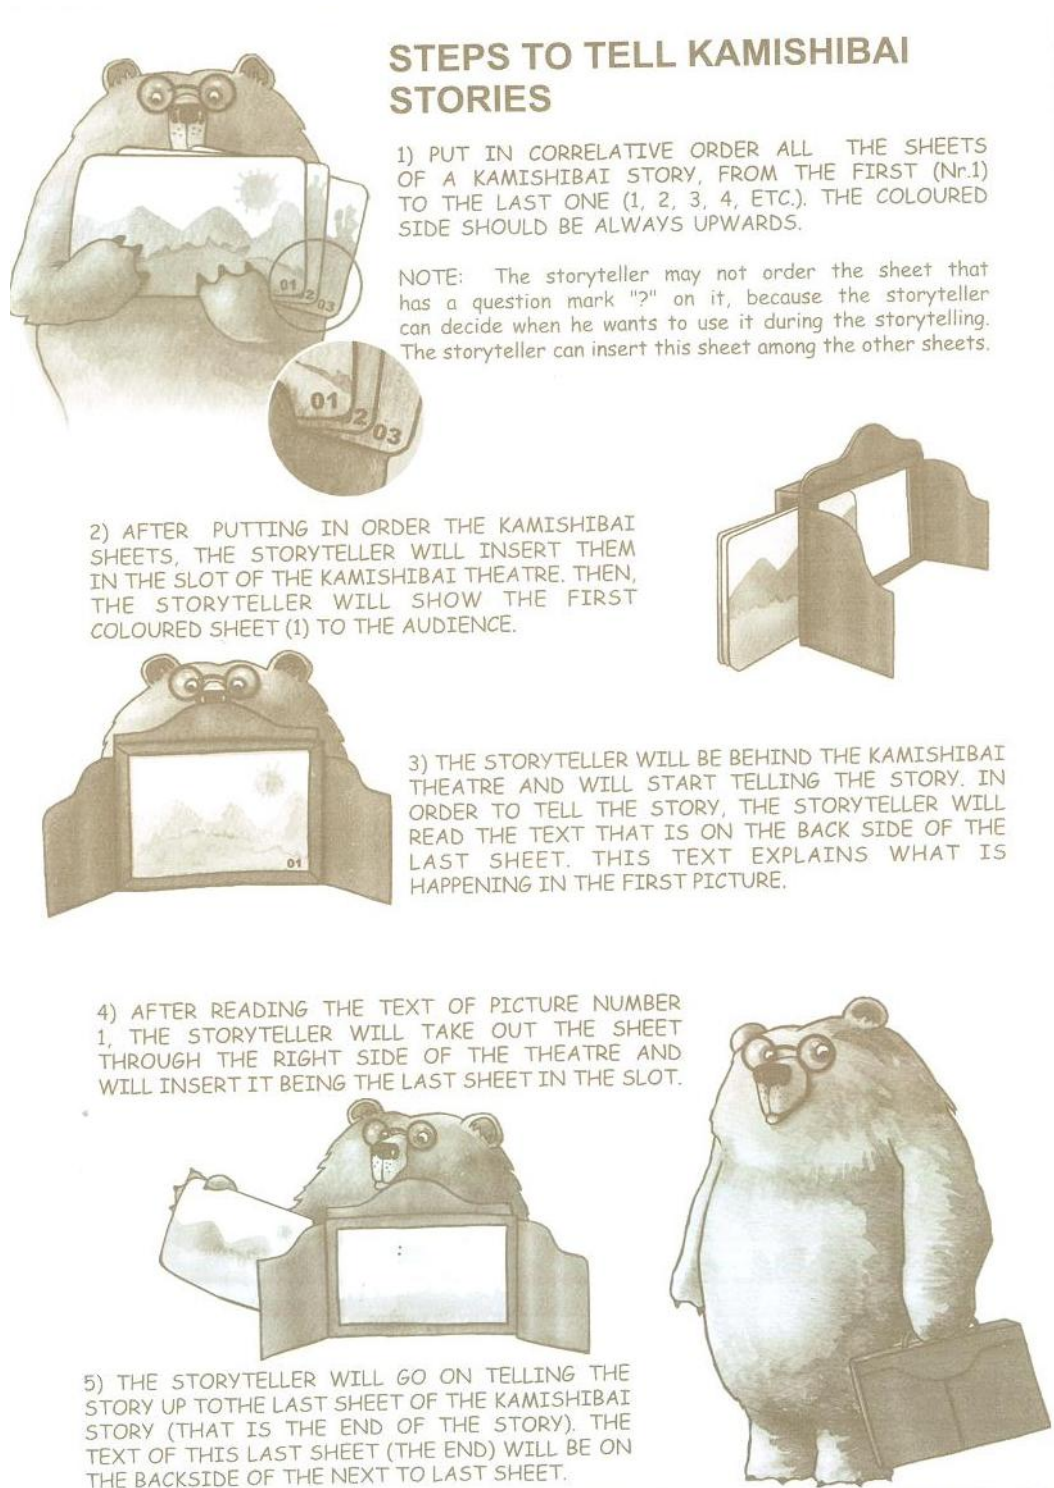 STEPS TO TELL KAMISHIBAI
STORIES
1) PUT IN CORRELATIVE ORDER ALL THE SHEETS
OF A KAMISHIBAI STORY, FROM THE FIRST (Nr.1)
TO THE LAST ONE (1, 2, 3, 4, ETC.). THE COLOURED
SIDE SHOULD BE ALWAYS UPWARDS.
NOTE: The storyteller may not order the sheet that
has a question mark "?" on it, because the storyteller
can decide when he wants to use it during the storytelling.
The storyteller can insert this sheet among the other sheets.
01
2
03
01
2
03
2) AFTER PUTTING IN ORDER THE KAMISHIBAI
SHEETS, THE STORYTELLER WILL INSERT THEM
IN THE SLOT OF THE KAMISHIBAI THEATRE. THEN,
THE STORYTELLER WILL SHOW THE FIRST
COLOURED SHEET (1) TO THE AUDIENCE.
01
3) THE STORYTELLER WILL BE BEHIND THE KAMISHIBAI
THEATRE AND WILL START TELLING THE STORY. IN
ORDER TO TELL THE STORY, THE STORYTELLER WILL
READ THE TEXT THAT IS ON THE BACK SIDE OF THE
LAST SHEET. THIS TEXT EXPLAINS WHAT IS
HAPPENING IN THE FIRST PICTURE.
4) AFTER READING THE TEXT OF PICTURE NUMBER
1, THE STORYTELLER WILL TAKE OUT THE SHEET
THROUGH THE RIGHT SIDE OF THE THEATRE AND
WILL INSERT IT BEING THE LAST SHEET IN THE SLOT.
5) THE STORYTELLER WILL GO ON TELLING THE
STORY UP TOTHE LAST SHEET OF THE KAMISHIBAI
STORY (THAT IS THE END OF THE STORY). THE
TEXT OF THIS LAST SHEET (THE END) WILL BE ON
THE BACKSIDE OF THE NEXT TO LAST SHEET.